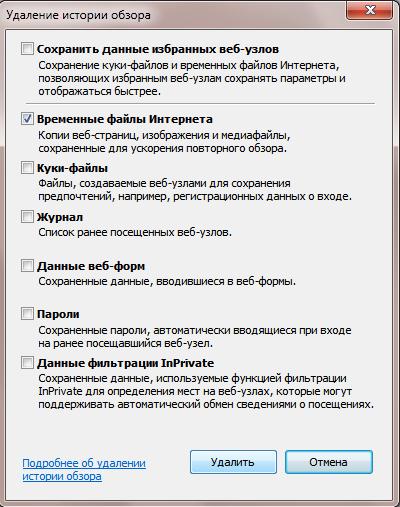 Удаление истории обзора
Сохранить данные избранных веб-узлов
Сохранение куки-файлов и временных файлов Интернета,
позволяющих избранным веб-узлам сохранять параметры и
отображаться быстрее.
Временные файлы Интернета
Копии веб-страниц, изображения и медиафайлы,
сохраненные для ускорения повторного обзора.
Куки-файлы
Файлы, создаваемые веб-узлами для сохранения
предпочтений, например, регистрационных данных о входе.
Журнал
Список ранее посещенных веб-узлов.
Данные веб-форм
Сохраненные данные, вводившиеся в веб-формы.
Пароли
Сохраненные пароли, автоматически вводящиеся при входе
на ранее посещавшийся веб-узел.
Данные фильтрации InPrivate
Сохраненные данные, используемые функцией фильтрации
InPrivate для определения мест на веб-узлах, которые могут
поддерживать автоматический обмен сведениями о посещениях.
Подробнее об удалении
истории обзора
Удалить
Отмена